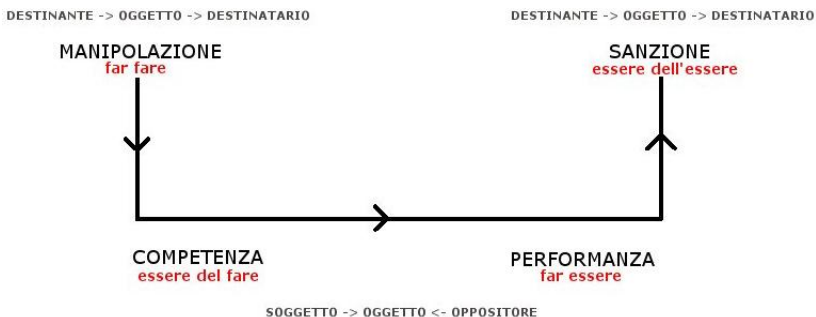 DESTINANTE -> OGGETTO -> DESTINATARIO
DESTINANTE -> OGGETTO -> DESTINATARIO
MANIPOLAZIONE
far fare
SANZIONE
essere dell'essere
COMPETENZA
essere del fare
PERFORMANZA
far essere
SOGGETTO -> OGGETTO <- OPPOSITORE